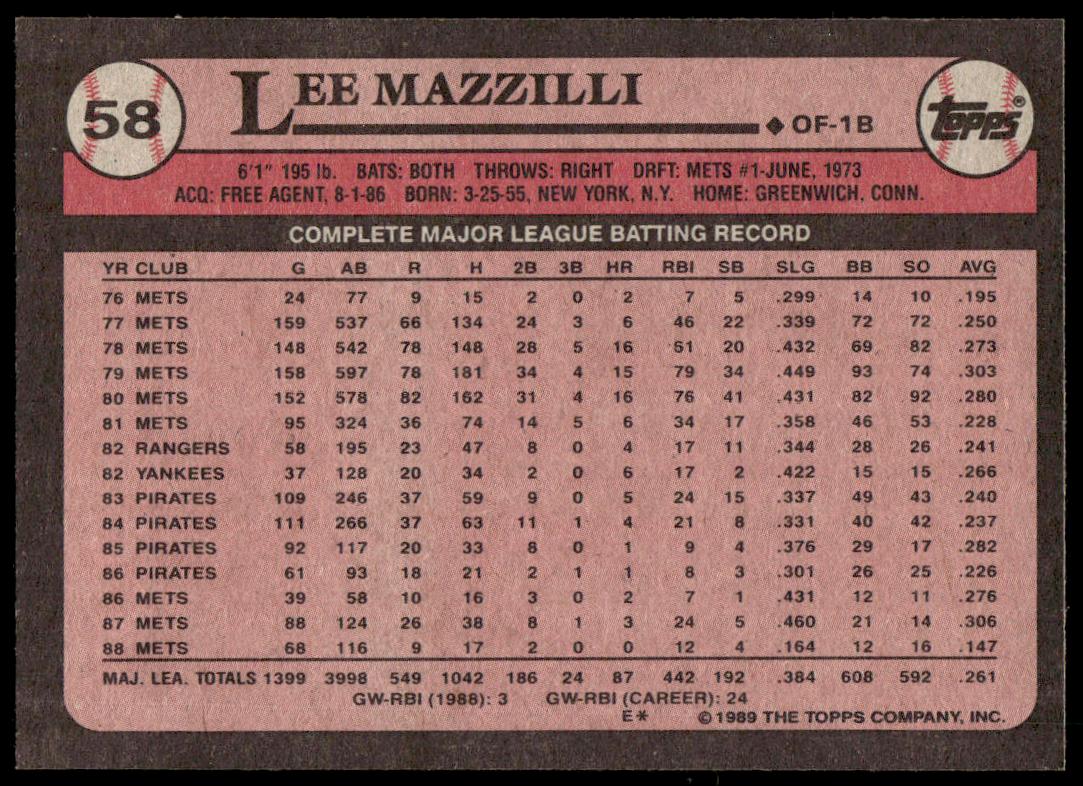 58
LEE MAZZILLI
◆ OF-1B
TOPPS®
6'1" 195 lb. BATS: BOTH THROWS: RIGHT DRFT: METS #1-JUNE, 1973
ACQ: FREE AGENT, 8-1-86 BORN: 3-25-55, NEW YORK, N.Y. HOME: GREENWICH, CONN.
COMPLETE MAJOR LEAGUE BATTING RECORD
YR CLUB G AB R H 2B 3B HR RBI SB SLG BB SO AVG
76 METS 24 77 9 15 2 0 2 7 5 .299 14 10 .195
77 METS 159 537 66 134 24 3 6 46 22 .339 72 72 .250
78 METS 148 542 78 148 28 5 16 61 20 .432 69 82 .273
79 METS 158 597 78 181 34 4 15 79 34 .449 93 74 .303
80 METS 152 578 82 162 31 4 16 76 41 .431 82 92 .280
81 METS 95 324 36 74 14 5 6 34 17 .358 46 53 .228
82 RANGERS 58 195 23 47 8 0 4 17 11 .344 28 26 .241
82 YANKEES 37 128 20 34 2 0 6 17 2 .422 15 15 .266
83 PIRATES 109 246 37 59 9 0 5 24 15 .337 49 43 .240
84 PIRATES 111 266 37 63 11 1 4 21 8 .331 40 42 .237
85 PIRATES 92 117 20 33 8 0 1 9 4 .376 29 17 .282
86 PIRATES 61 93 18 21 2 1 1 8 3 .301 26 25 .226
86 METS 39 58 10 16 3 0 2 7 1 .431 12 11 .276
87 METS 88 124 26 38 8 1 3 24 5 .460 21 14 .306
88 METS 68 116 9 17 2 0 0 12 4 .164 12 16 .147
MAJ. LEA. TOTALS 1399 3998 549 1042 186 24 87 442 192 .384 608 592 .261
GW-RBI (1988): 3 GW-RBI (CAREER): 24
E* © 1989 THE TOPPS COMPANY, INC.